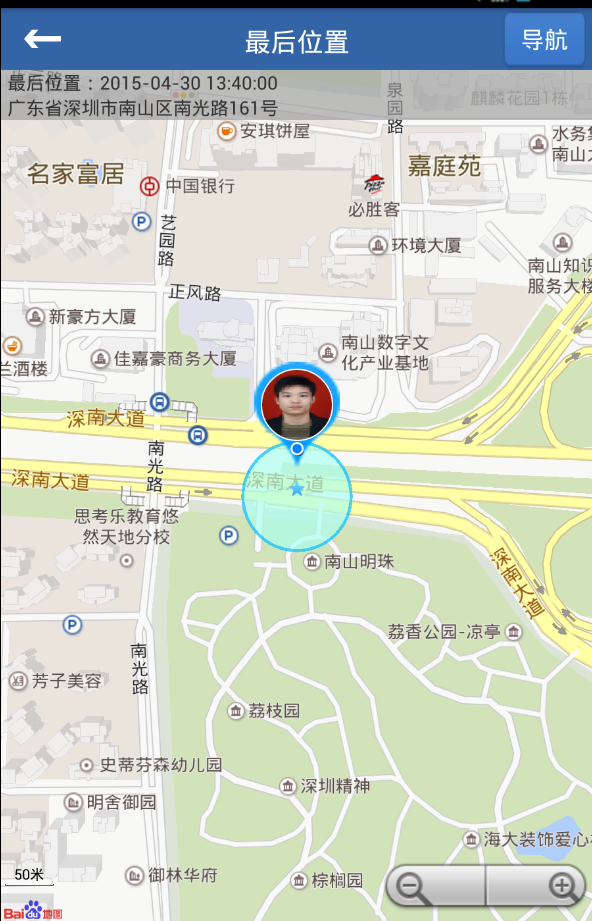 最后位置
导航
最后位置：2015-04-30 13:40:00
广东省深圳市南山区南光路161号
泉园路
麒麟花园1栋
安琪饼屋
水务集
南山大
名家富居
嘉庭苑
中国银行
必胜客
P
艺园路
环境大厦
南山知识
服务大楼
正风路
新豪方大厦
南山数字文
化产业基地
兰酒楼
佳嘉豪商务大厦
深南大道
南光路
深南大道
深南大道
思考乐教育悠
然天地分校
P
南山明珠
深南大道
P
荔香公园-凉亭
南光路
芳子美容
荔枝园
史蒂芬森幼儿园
深圳精神
明舍御园
海大装饰爱心
50米
御林华府
棕榈园
Bai du 地图